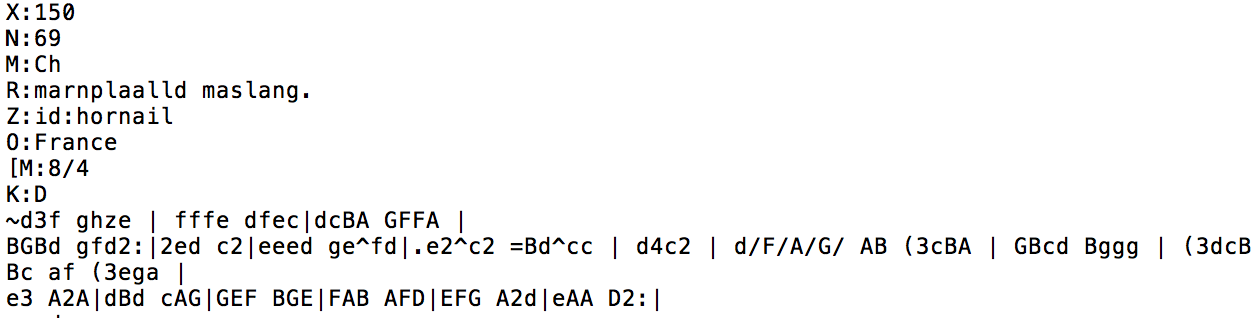 X:150
N:69
M:Ch
R:marnplaalld maslang.
Z:id:hornail
O:France
[M:8/4
K:D
~d3f ghze | fffe dfec|dcBA GFFA |
BGBd gfd2:|2ed c2|eeed ge^fd|.e2^c2 =Bd^cc | d4c2 | d/F/A/G/ AB (3cBA | GBcd Bggg | (3dcB
Bc af (3ega |
e3 A2A|dBd cAG|GEF BGE|FAB AFD|EFG A2d|eAA D2:|